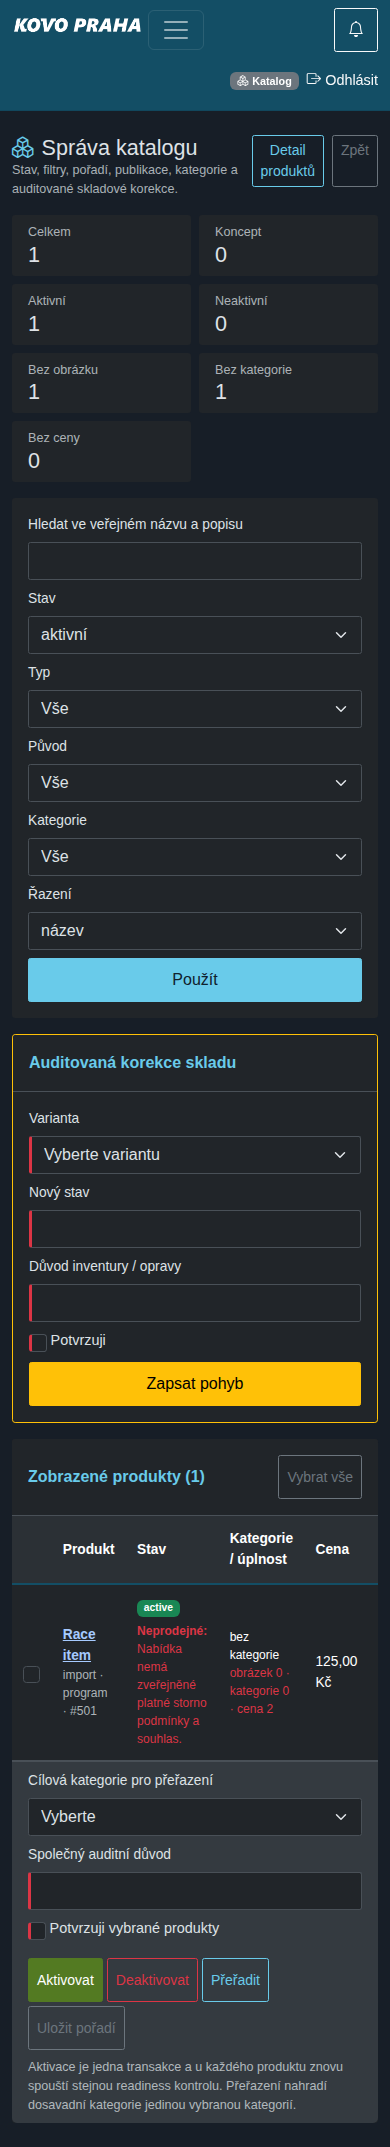 KOVO PRAHA
Katalog
Odhlásit
Správa katalogu
Stav, filtry, pořadí, publikace, kategorie a
auditované skladové korekce.
Detail
produktů
Zpět
Celkem
1
Koncept
0
Aktivní
1
Neaktivní
0
Bez obrázku
1
Bez kategorie
1
Bez ceny
0
Hledat ve veřejném názvu a popisu
Stav
aktivní
Typ
Vše
Původ
Vše
Kategorie
Vše
Řazení
název
Použít
Auditovaná korekce skladu
Varianta
Vyberte variantu
Nový stav
Důvod inventury / opravy
Potvrzuji
Zapsat pohyb
Zobrazené produkty (1)
Vybrat vše
Produkt
Stav
Kategorie
/ úplnost
Cena
Race
item
import ·
program
· #501
active
Neprodejné:
Nabídka
nemá
zveřejněné
platné storno
podmínky a
souhlas.
bez
kategorie
obrázek 0 ·
kategorie 0
· cena 2
125,00
Kč
Cílová kategorie pro přeřazení
Vyberte
Společný auditní důvod
Potvrzuji vybrané produkty
Aktivovat
Deaktivovat
Přeřadit
Uložit pořadí
Aktivace je jedna transakce a u každého produktu znovu
spouští stejnou readiness kontrolu. Přeřazení nahradí
dosavadní kategorie jedinou vybranou kategorií.